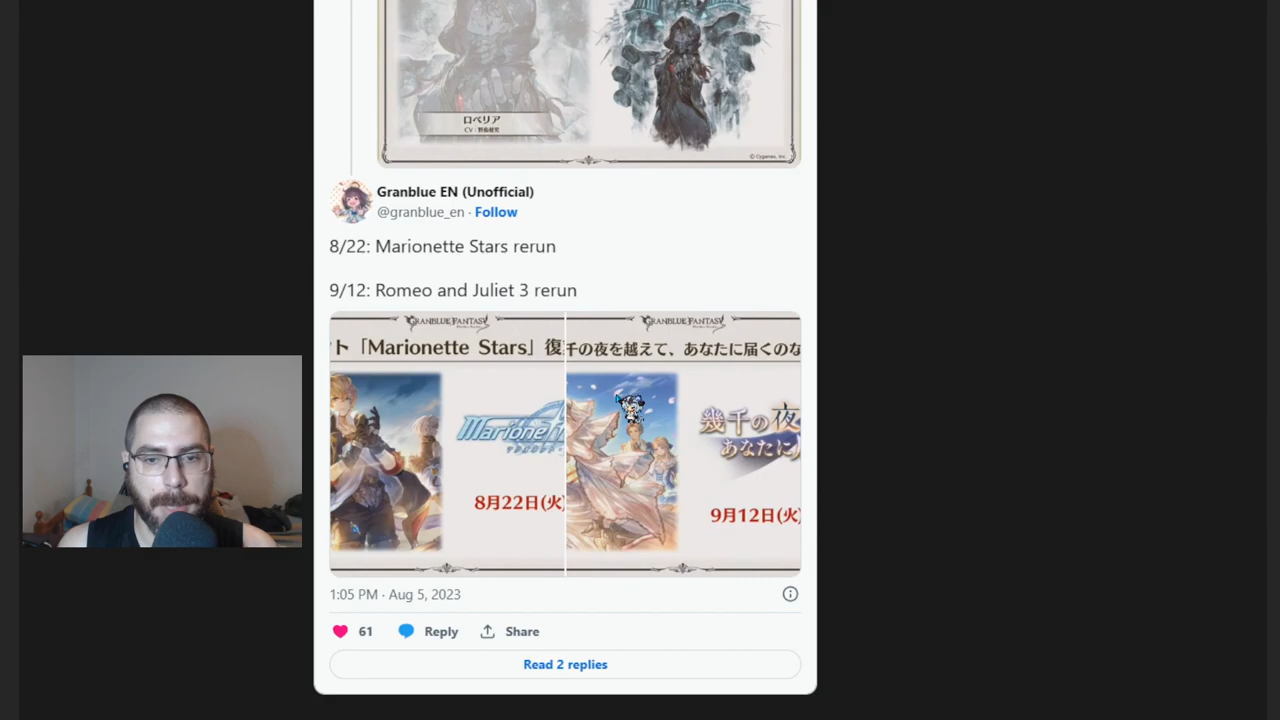 ロベリア
© Cygames, Inc.
Granblue EN (Unofficial)
@granblue_en · Follow
8/22: Marionette Stars rerun
9/12: Romeo and Juliet 3 rerun
GRANBLUE FANTASY
ント「Marionette Stars」復
8月22日(火)
GRANBLUE FANTASY
千の夜を越えて、あなたに届くのな
幾千の夜
あなたに
9月12日(火)
1:05 PM · Aug 5, 2023
61
Reply
Share
Read 2 replies